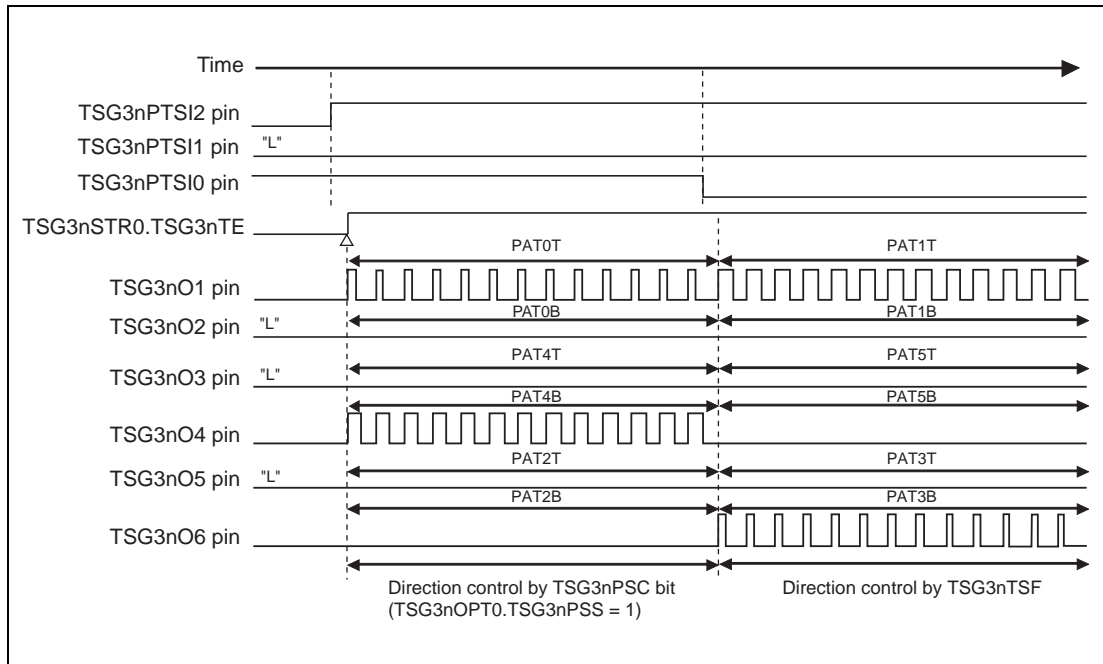 Time
TSG3nPTSI2 pin
TSG3nPTSI1 pin "L"
TSG3nPTSI0 pin
TSG3nSTR0.TSG3nTE
PAT0T PAT1T
TSG3nO1 pin
PAT0B PAT1B
TSG3nO2 pin "L"
PAT4T PAT5T
TSG3nO3 pin "L"
PAT4B PAT5B
TSG3nO4 pin
PAT2T PAT3T
TSG3nO5 pin "L"
PAT2B PAT3B
TSG3nO6 pin
Direction control by TSG3nPSC bit
(TSG3nOPT0.TSG3nPSS = 1)
Direction control by TSG3nTSF